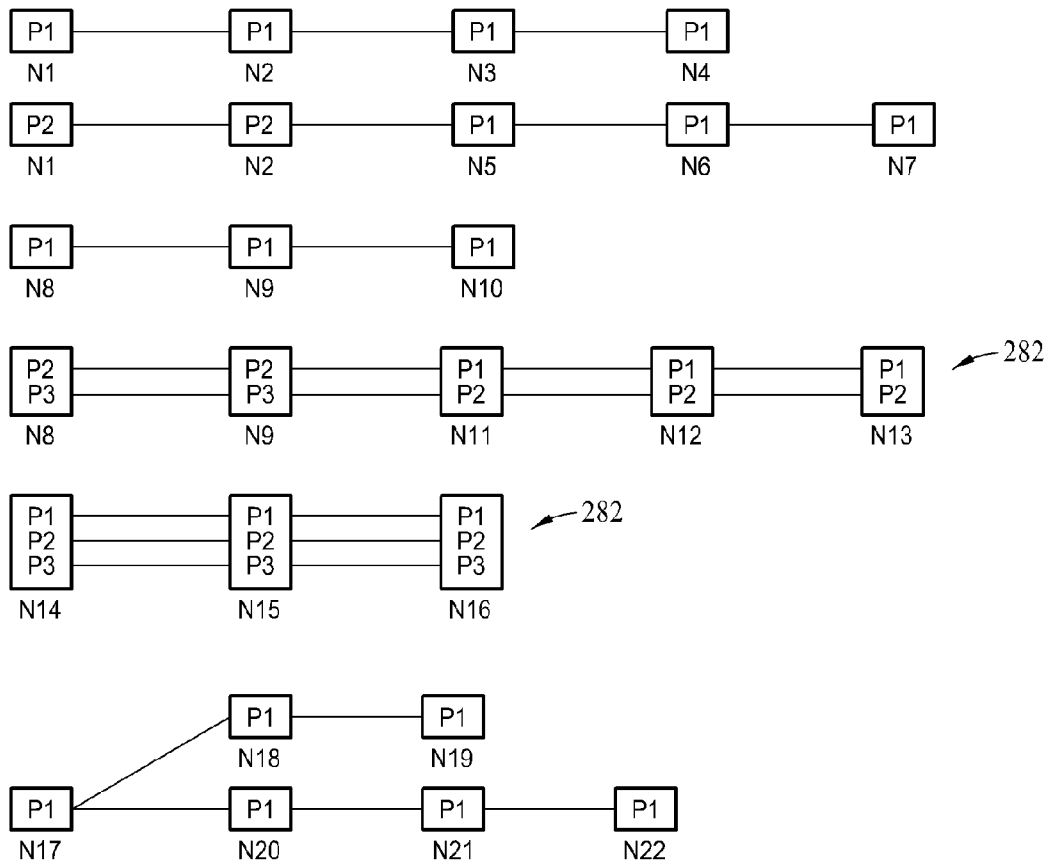 P1 P1 P1 P1
N1 N2 N3 N4
P2 P2 P1 P1 P1
N1 N2 N5 N6 N7
P1 P1 P1
N8 N9 N10
P2 P2 P1 P1 P1 282
P3 P3 P2 P2 P2
N8 N9 N11 N12 N13
P1 P1 P1 282
P2 P2 P2
P3 P3 P3
N14 N15 N16
P1 P1
N18 N19
P1 P1 P1 P1
N17 N20 N21 N22